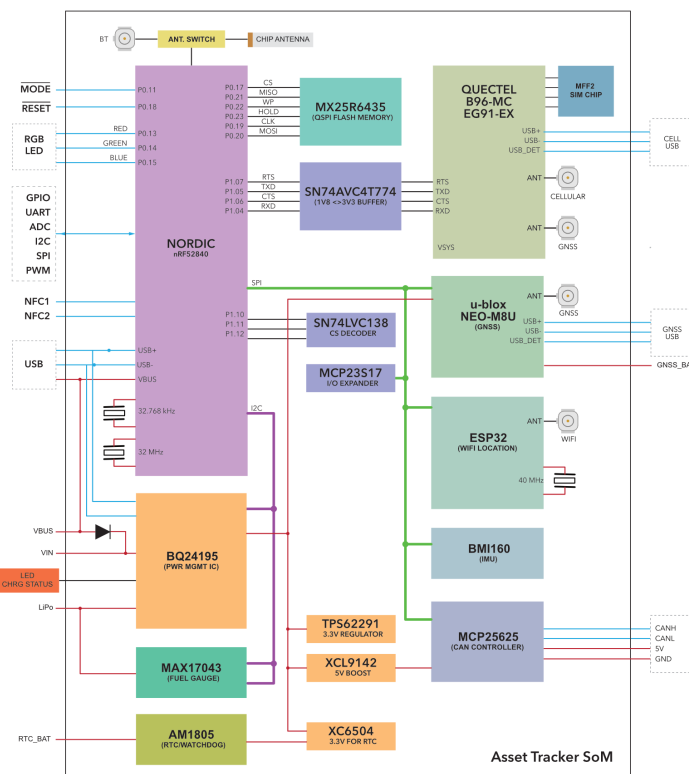 BT
ANT. SWITCH
CHIP ANTENNA
MODE
RESET
RGB
LED
RED
GREEN
BLUE
P0.11
P0.18
P0.13
P0.14
P0.15
P0.17
P0.21
P0.22
P0.23
P0.19
P0.20
CS
MISO
WP
HOLD
CLK
MOSI
MX25R6435
(QSPI FLASH MEMORY)
QUECTEL
B96-MC
EG91-EX
MFF2
SIM CHIP
USB+
USB-
USB_DET
CELL
USB
ANT
CELLULAR
ANT
GNSS
RTS
TXD
CTS
RXD
VSYS
P1.07
P1.05
P1.06
P1.04
RTS
TXD
CTS
RXD
SN74AVC4T774
(1V8 <>3V3 BUFFER)
GPIO
UART
ADC
I2C
SPI
PWM
NORDIC
nRF52840
SPI
NFC1
NFC2
P1.10
P1.11
P1.12
SN74LVC138
CS DECODER
u-blox
NEO-M8U
(GNSS)
ANT
GNSS
USB+
USB-
USB_DET
GNSS
USB
GNSS_BA
USB
USB+
USB-
VBUS
MCP23S17
I/O EXPANDER
32.768 kHz
I2C
32 MHz
ESP32
(WIFI LOCATION)
ANT
WIFI
40 MHz
VBUS
VIN
BQ24195
(PWR MGMT IC)
LED
CHRG STATUS
LiPo
BMI160
(IMU)
TPS62291
3.3V REGULATOR
MCP25625
(CAN CONTROLLER)
CANH
CANL
5V
GND
MAX17043
(FUEL GAUGE)
XCL9142
5V BOOST
RTC_BAT
AM1805
(RTC/WATCHDOG)
XC6504
3.3V FOR RTC
Asset Tracker SoM